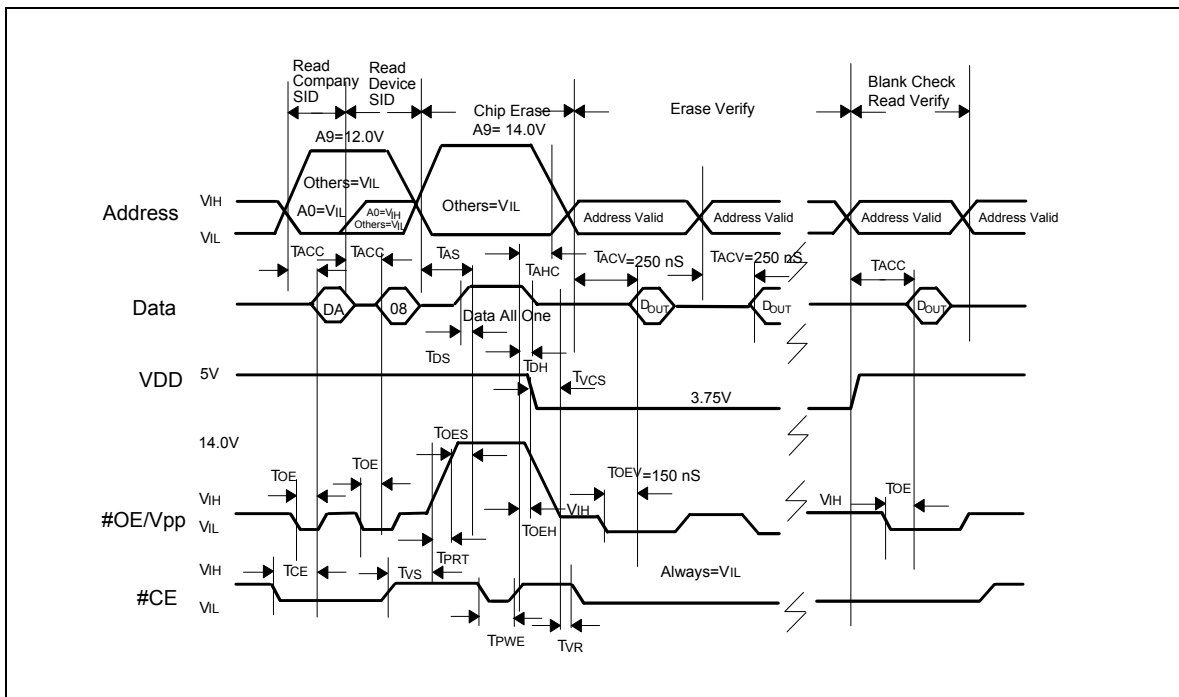 Read
Company
SID
Read
Device
SID
Chip Erase
Erase Verify
Blank Check
Read Verify
A9=12.0V
A9= 14.0V
Others=VIL
A0=VIL
A0=VIH
Others=VIL
Others=VIL
Address
VIH
VIL
Address Valid
Address Valid
Address Valid
Address Valid
TACC
TACC
TAS
TAHC
TACV=250 nS
TACV=250 nS
TACC
Data
DA
08
Data All One
DOUT
DOUT
DOUT
TDS
TDH
TVCS
VDD
5V
3.75V
14.0V
TOES
TOE
TOE
TOEV=150 nS
TOE
VIH
VIL
#OE/Vpp
VIH
VIH
TOEH
TPRT
VIH
VIL
#CE
TCE
TVS
Always=VIL
TPWE
TVR